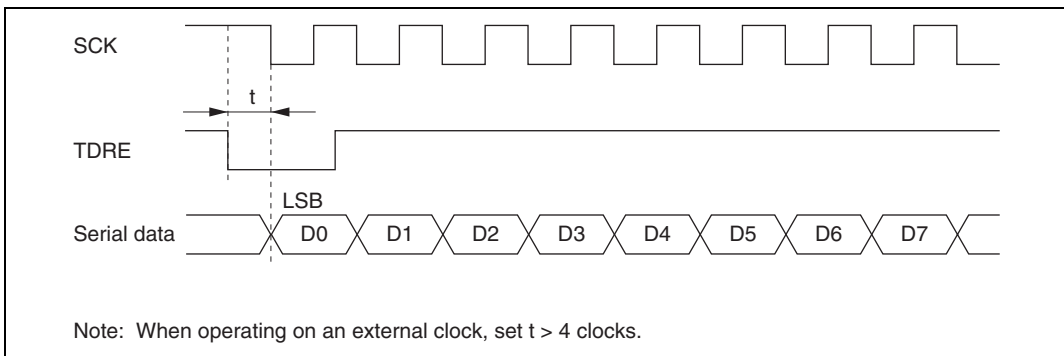 SCK
t
TDRE
LSB
Serial data D0 D1 D2 D3 D4 D5 D6 D7
Note: When operating on an external clock, set t > 4 clocks.